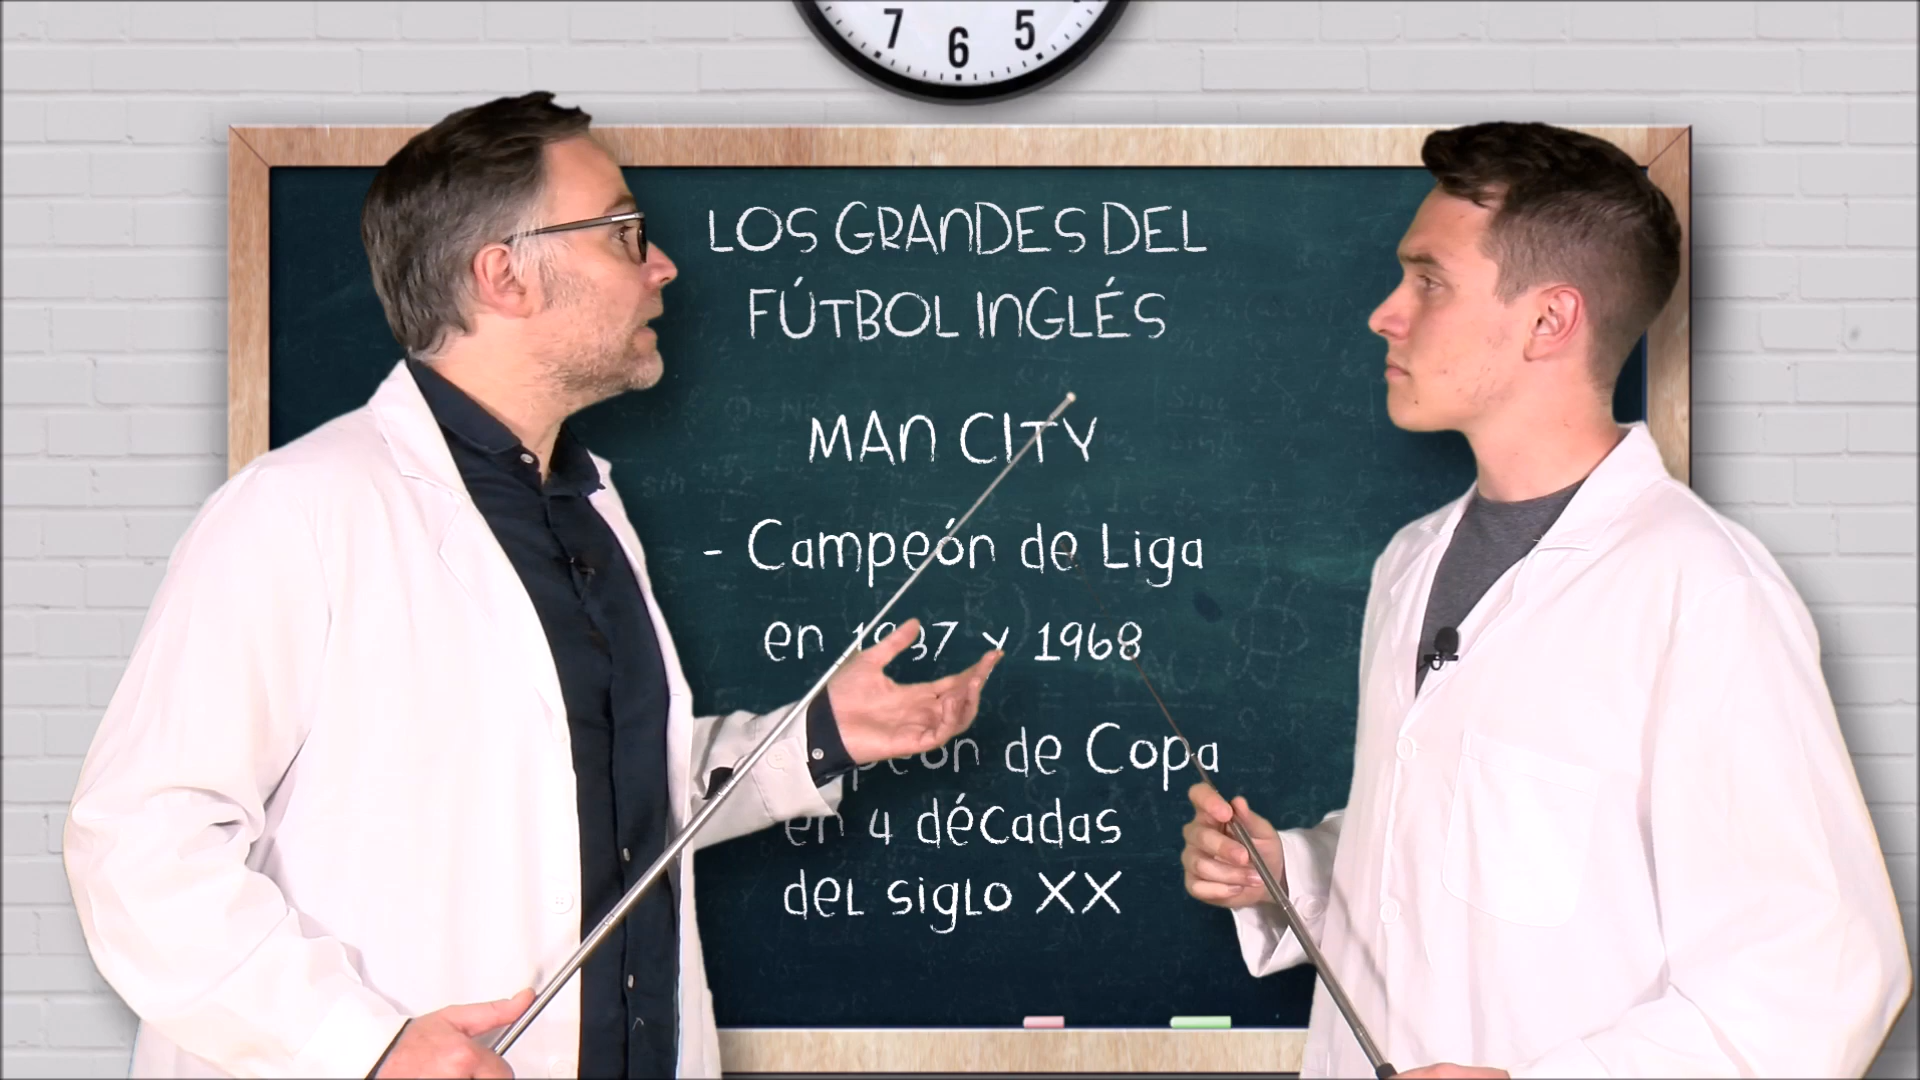 7 6 5
LOS GRANDES DEL
FÚTBOL INGLÉS
MAN CITY
- Campeón de Liga
en 1937 y 1968
de Copa
en 4 décadas
del siglo XX